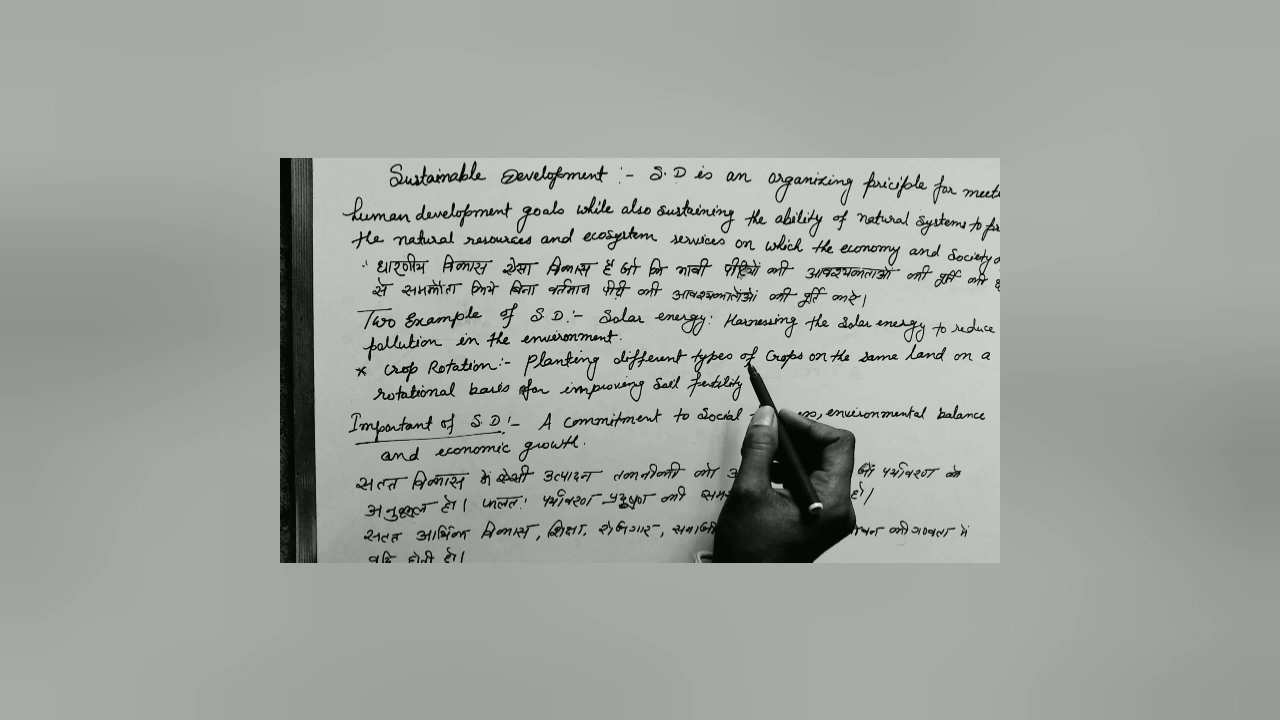 Sustainable Development :- S.D is an organizing priciple for
human development goals while also sustaining the ability of natural systems to
the natural resources and ecosystem services on which the economy and Society
" धारणीय विकास ऐसा विकास है जो कि भावी पीढ़ियों की आवश्यकताओं की पूर्ति की
से समझौता किये बिना वर्तमान पीढी की आवश्यकताओं की पूर्ति करे।
Two Example of S.D.:- Solar energy: Harnessing the Solar energy to reduce
pollution in the environment.
* Crop Rotation:- Planting different types of Crops on the same land on a
rotational basis for improving Soil fertility
Important of S.D:- A commitment to Social environmental balance
and economic growth.
सतत विकास में ऐसी उत्पादन तकनीकी को पर्यावरण के
अनुकूल हो। फलत: पर्यावरण प्रदूषण की हो।
सतत आर्थिक विकास, शिक्षा, रोजगार, में
वृद्धि होती हो।